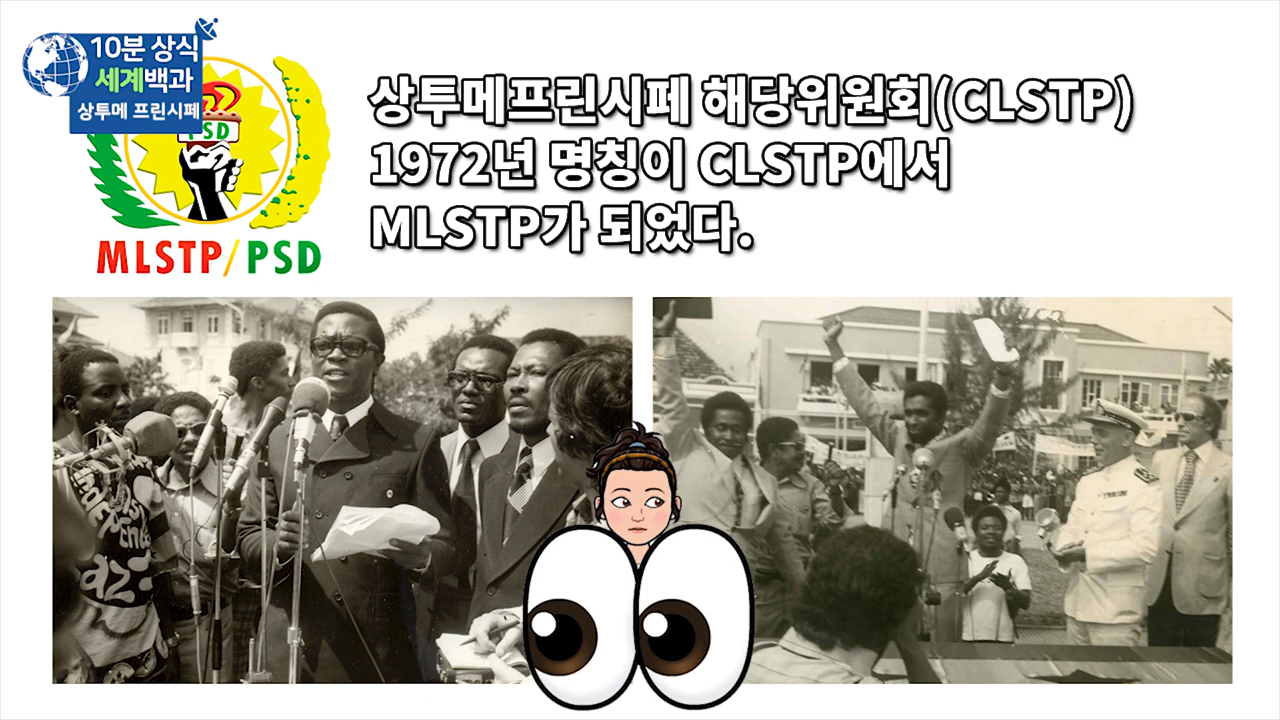 10분 상식
세계백과
상투메 프린시페
PSD
MLSTP/PSD
상투메프린시페 해당위원회(CLSTP)
1972년 명칭이 CLSTP에서
MLSTP가 되었다.